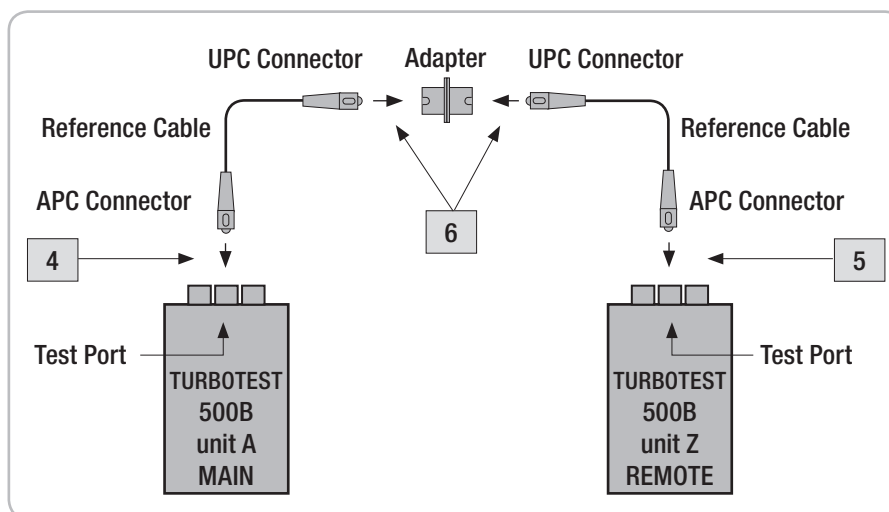 UPC Connector
Adapter
UPC Connector
Reference Cable
Reference Cable
APC Connector
APC Connector
6
4
5
Test Port
Test Port
TURBOTEST
500B
unit A
MAIN
TURBOTEST
500B
unit Z
REMOTE